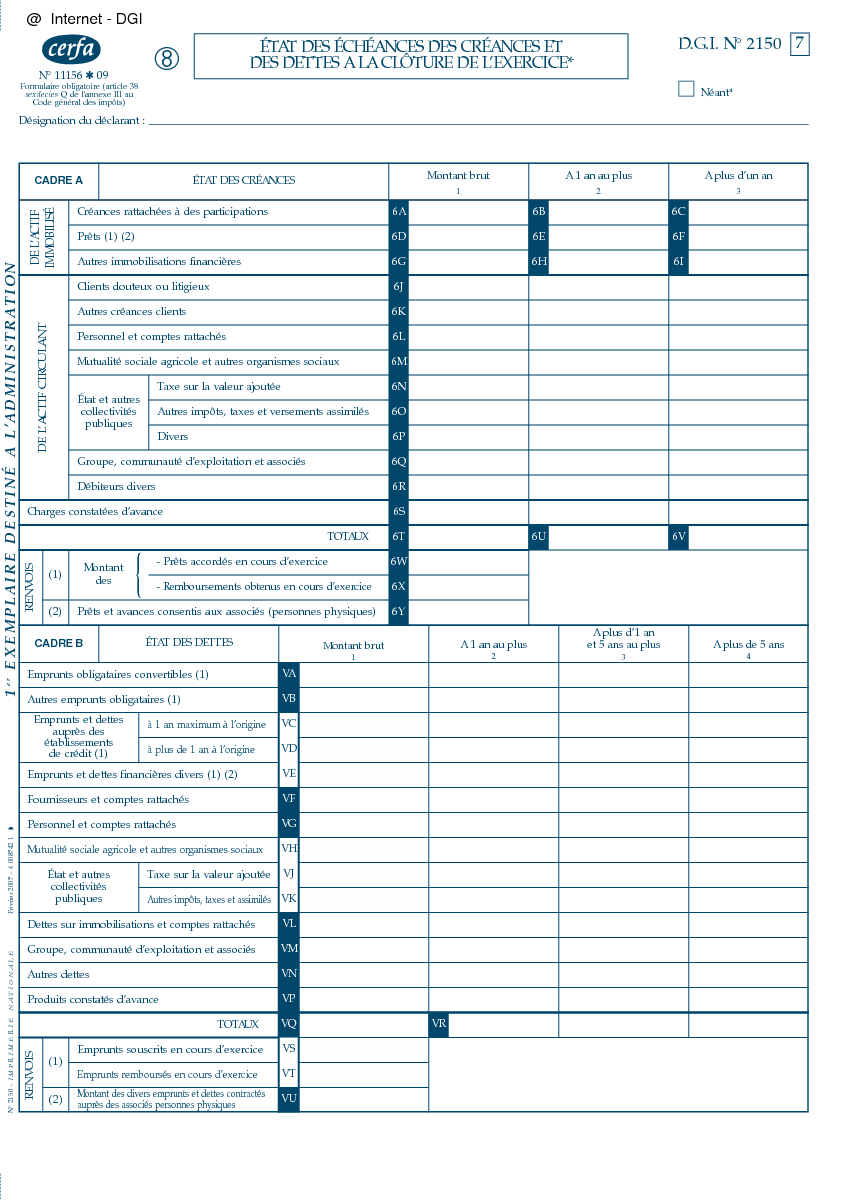 @ Internet - DGI
cerfa
N° 11156 ✱ 09
Formulaire obligatoire (article 38
sexdecies Q de l'annexe III au
Code général des impôts)
8
ÉTAT DES ÉCHÉANCES DES CRÉANCES ET
DES DETTES A LA CLÔTURE DE L'EXERCICE*
D.G.I. N° 2150 7
Néant*
Désignation du déclarant :
CADRE A ÉTAT DES CRÉANCES Montant brut 1 A 1 an au plus 2 A plus d'un an 3
DE L'ACTIF
IMMOBILISÉ
Créances rattachées à des participations 6A 6B 6C
Prêts (1) (2) 6D 6E 6F
Autres immobilisations financières 6G 6H 6I
DE L'ACTIF CIRCULANT
Clients douteux ou litigieux 6J
Autres créances clients 6K
Personnel et comptes rattachés 6L
Mutualité sociale agricole et autres organismes sociaux 6M
État et autres
collectivités
publiques
Taxe sur la valeur ajoutée 6N
Autres impôts, taxes et versements assimilés 6O
Divers 6P
Groupe, communauté d'exploitation et associés 6Q
Débiteurs divers 6R
Charges constatées d'avance 6S
TOTAUX 6T 6U 6V
RENVOIS
(1)
Montant
des
- Prêts accordés en cours d'exercice 6W
- Remboursements obtenus en cours d'exercice 6X
(2) Prêts et avances consentis aux associés (personnes physiques) 6Y
CADRE B ÉTAT DES DETTES Montant brut 1 A 1 an au plus 2 A plus d'1 an
et 5 ans au plus 3 A plus de 5 ans 4
Emprunts obligataires convertibles (1) VA
Autres emprunts obligataires (1) VB
Emprunts et dettes
auprès des
établissements
de crédit (1)
à 1 an maximum à l'origine VC
à plus de 1 an à l'origine VD
Emprunts et dettes financières divers (1) (2) VE
Fournisseurs et comptes rattachés VF
Personnel et comptes rattachés VG
Mutualité sociale agricole et autres organismes sociaux VH
État et autres
collectivités
publiques
Taxe sur la valeur ajoutée VJ
Autres impôts, taxes et assimilés VK
Dettes sur immobilisations et comptes rattachés VL
Groupe, communauté d'exploitation et associés VM
Autres dettes VN
Produits constatés d'avance VP
TOTAUX VQ VR
RENVOIS
(1)
Emprunts souscrits en cours d'exercice VS
Emprunts remboursés en cours d'exercice VT
(2)
Montant des divers emprunts et dettes contractés
auprès des associés personnes physiques VU
1er EXEMPLAIRE DESTINÉ A L'ADMINISTRATION
N° 2150 – IMPRIMERIE NATIONALE Février 2007 –